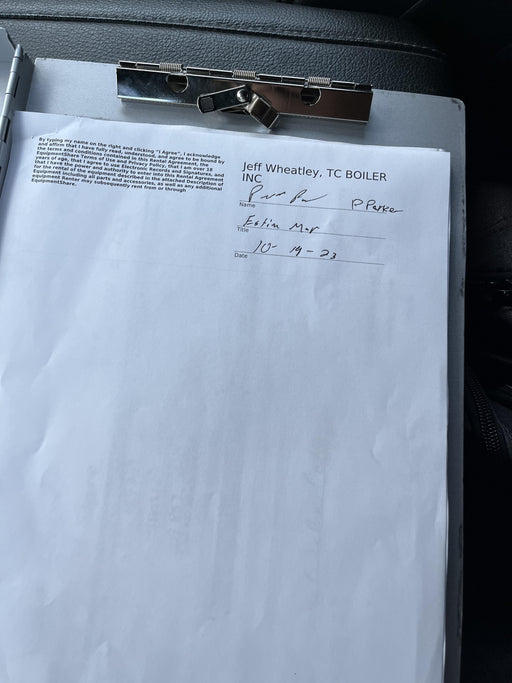 By typing my name on the right and clicking "I Agree", I acknowledge
and affirm that I have fully read, understood, and agree to be bound by
the terms and conditions contained in this Rental Agreement, the
EquipmentShare Terms of Use and Privacy Policy, that I am over 18
years of age, that I agree to use Electronic Records and Signatures, and
that I have the power and authority to enter into this Rental Agreement
for the rental of the equipment described in the attached Description of
equipment including all parts and accessories, as well as any additional
equipment Renter may subsequently rent from or through
EquipmentShare.
Jeff Wheatley, TC BOILER
INC
P Parker
Name
Title
10- 19-23
Date